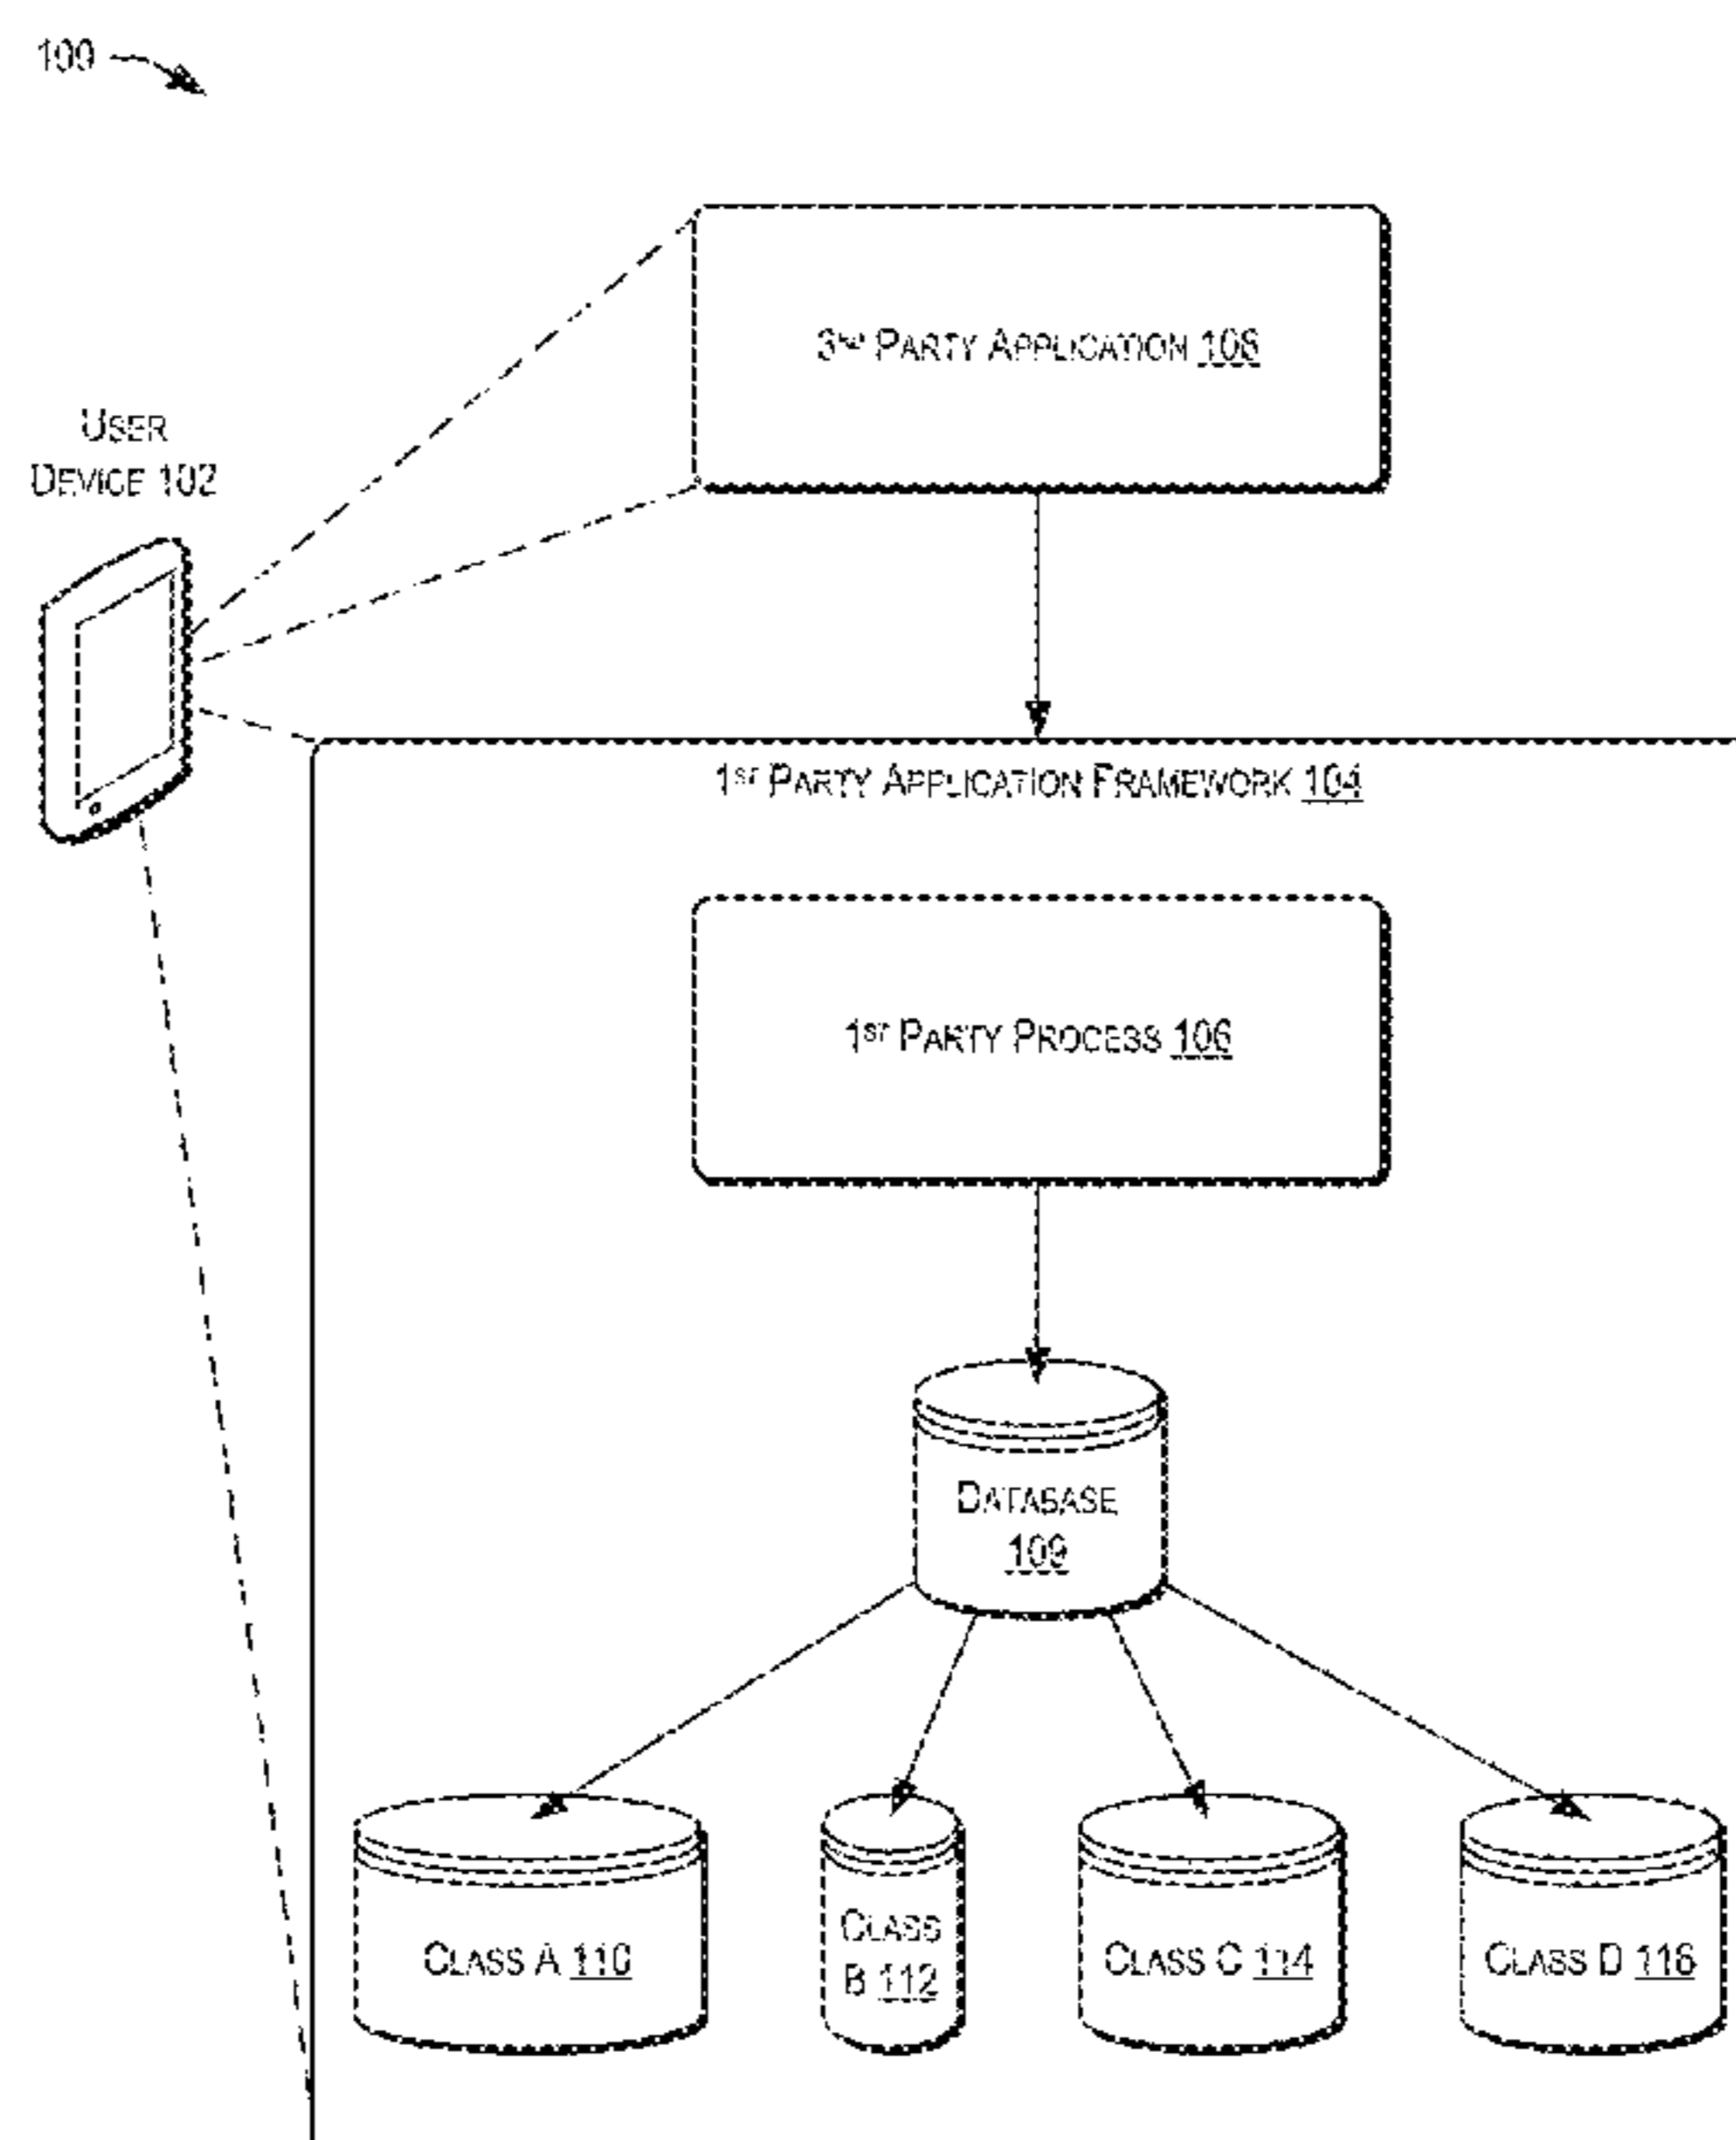 100
3RD PARTY APPLICATION 108
USER
DEVICE 102
1ST PARTY APPLICATION FRAMEWORK 104
1ST PARTY PROCESS 106
DATABASE
109
CLASS A 110
CLASS
B 112
CLASS C 114
CLASS D 116